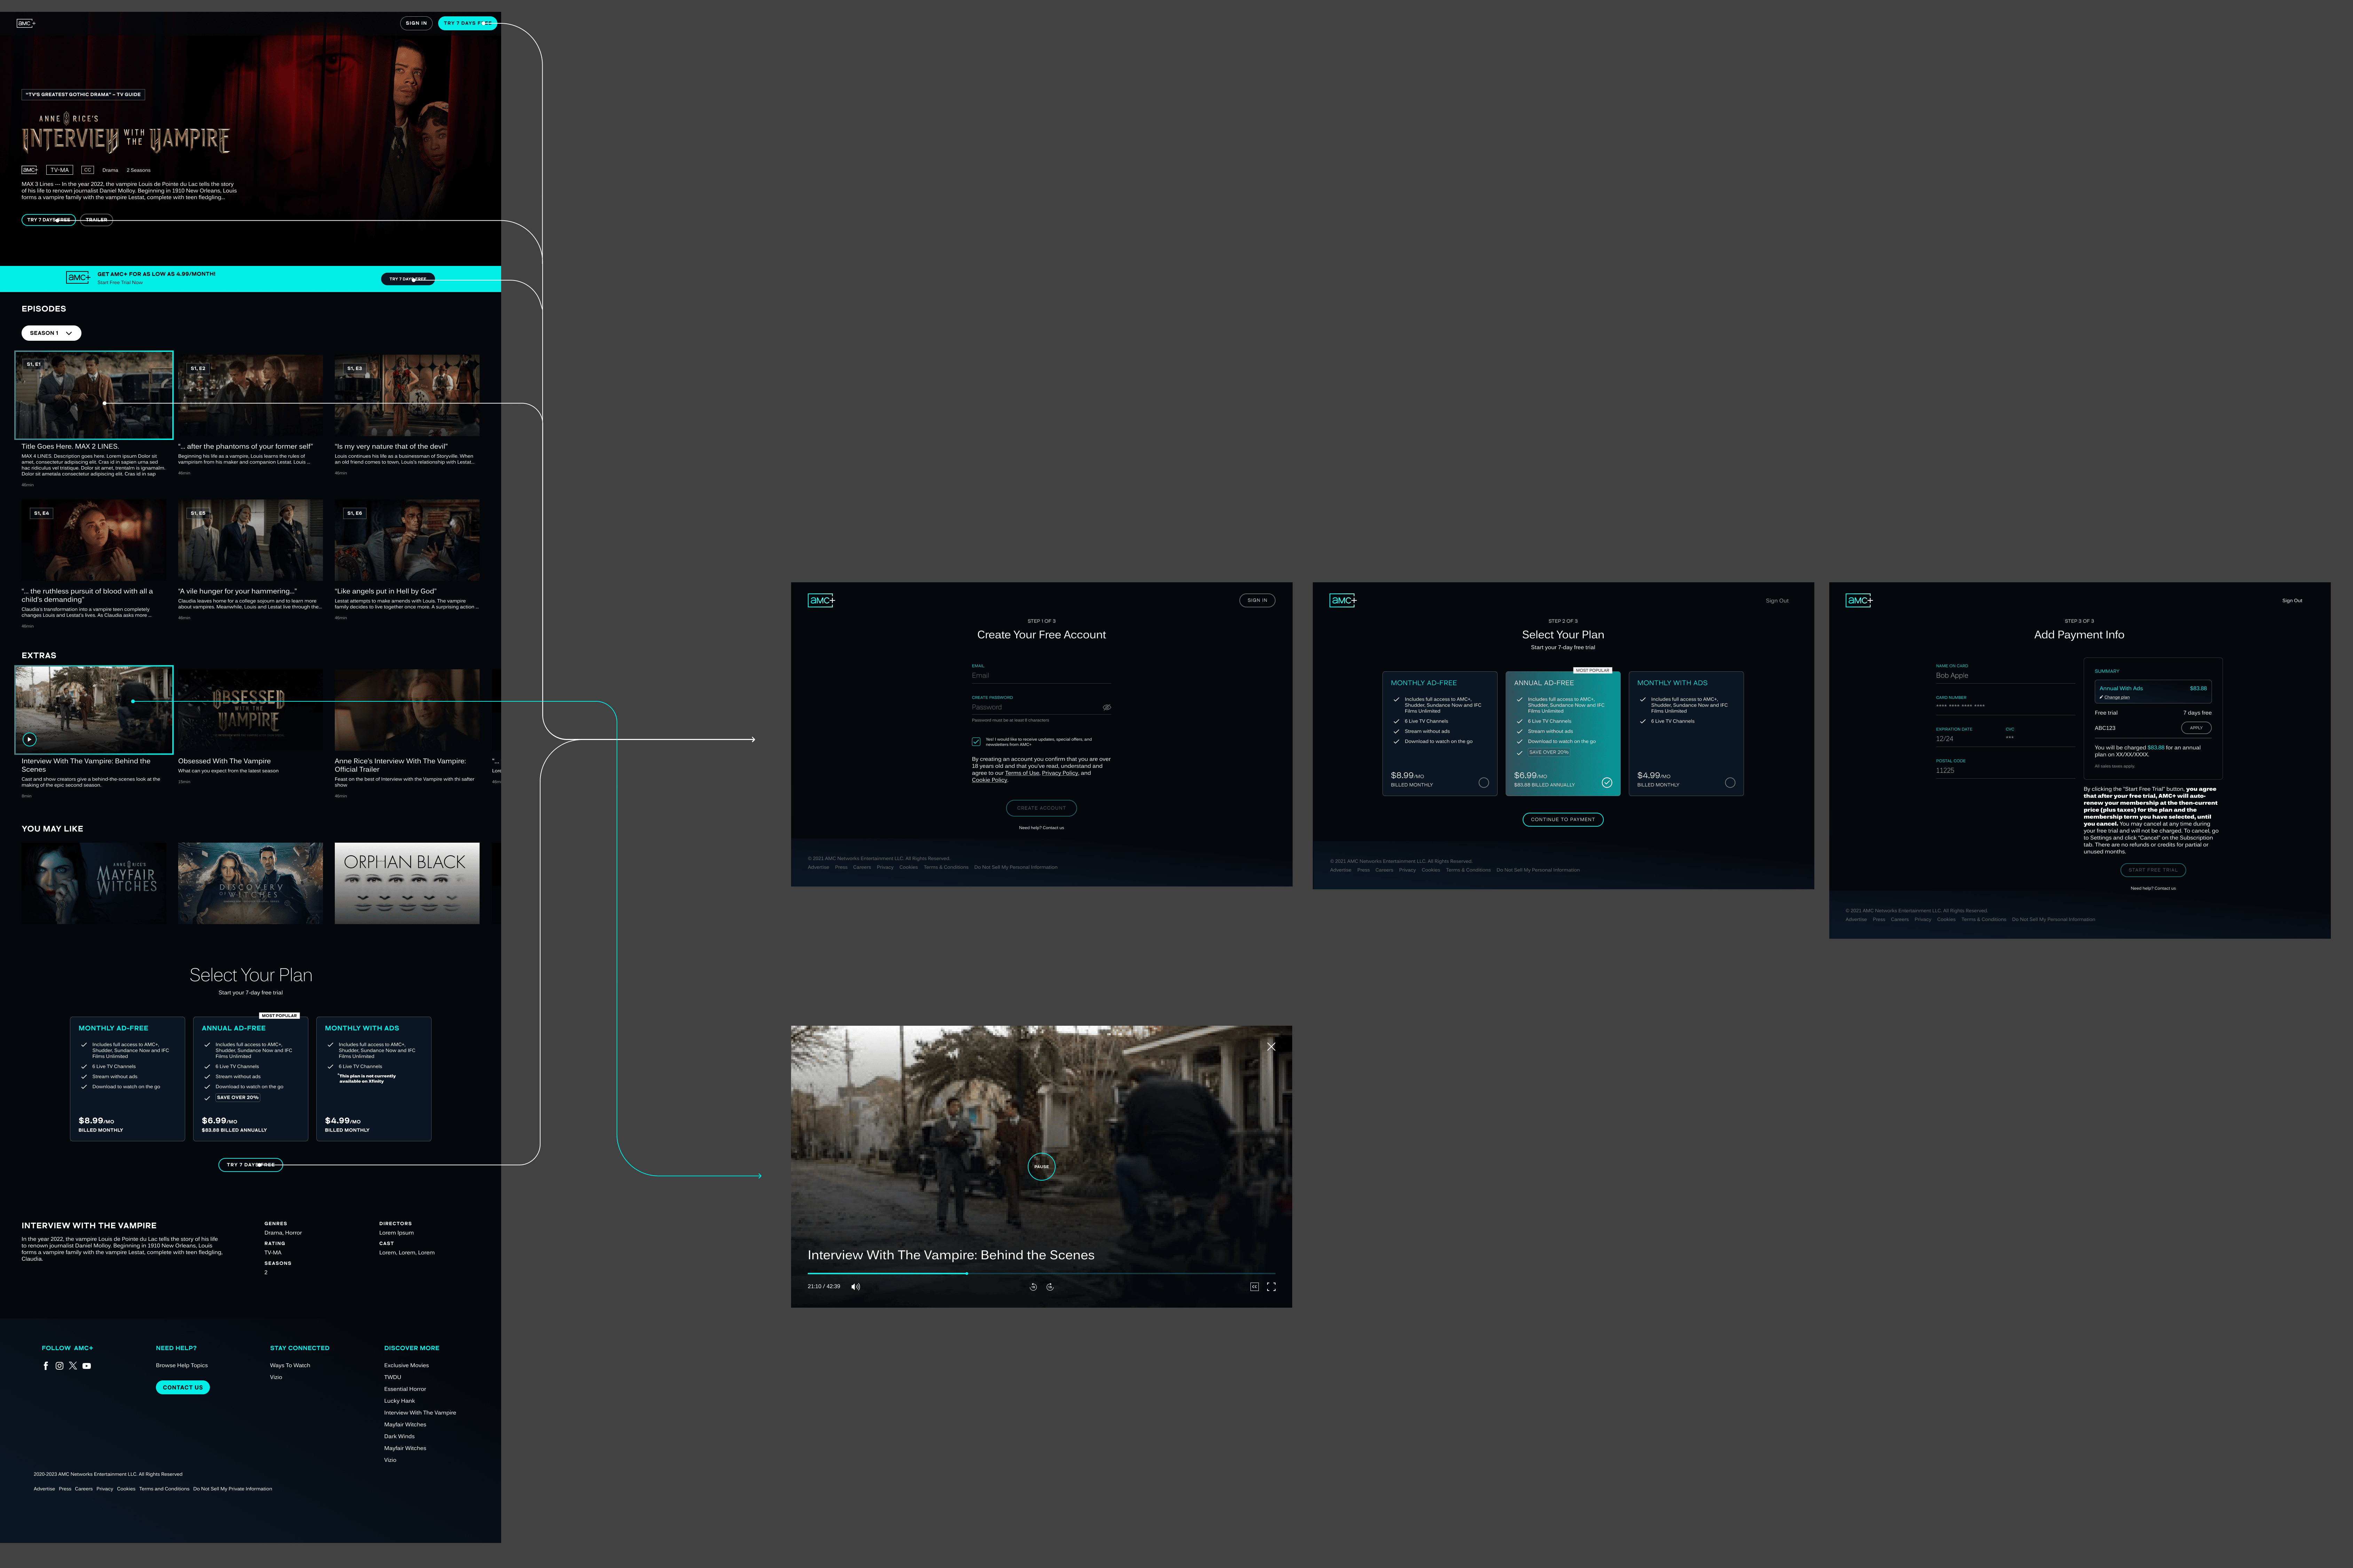 aMC+
SIGN IN
TRY 7 DAYS FREE
"TV'S GREATEST GOTHIC DRAMA" – TV GUIDE
ANNE RICE'S
INTERVIEW WITH THE VAMPIRE
aMC+ TV-MA CC Drama 2 Seasons
MAX 3 Lines –– In the year 2022, the vampire Louis de Pointe du Lac tells the story
of his life to renown journalist Daniel Molloy. Beginning in 1910 New Orleans, Louis
forms a vampire family with the vampire Lestat, complete with teen fledgling...
TRY 7 DAYS FREE
TRAILER
aMC+
GET AMC+ FOR AS LOW AS 4.99/MONTH!
Start Free Trial Now
TRY 7 DAYS FREE
EPISODES
SEASON 1
S1, E1
Title Goes Here. MAX 2 LINES.
MAX 4 LINES. Description goes here. Lorem ipsum Dolor sit
amet, consectetur adipiscing elit. Cras id in sapien urna sed
hac ridiculus vel tristique. Dolor sit amet, trentalm is ignamalm.
Dolor sit ametala consectetur adipiscing elit. Cras id in sep
46min
S1, E2
"... after the phantoms of your former self"
Beginning his life as a vampire, Louis learns the rules of
vampirism from his maker and companion Lestat. Louis ...
46min
S1, E3
"Is my very nature that of the devil"
Louis continues his life as a businessman of Storyville. When
an old friend comes to town, Louis's relationship with Lestat...
46min
S1, E4
"... the ruthless pursuit of blood with all a
child's demanding"
Claudia's transformation into a vampire teen completely
changes Louis and Lestat's lives. As Claudia asks more ...
46min
S1, E5
"A vile hunger for your hammering..."
Claudia leaves home for a college sojourn and to learn more
about vampires. Meanwhile, Louis and Lestat live through the...
46min
S1, E6
"Like angels put in Hell by God"
Lestat attempts to make amends with Louis. The vampire
family decides to live together once more. A surprising action ...
46min
EXTRAS
Interview With The Vampire: Behind the
Scenes
Cast and show creators give a behind-the-scenes look at the
making of the epic second season.
8min
OBSESSED
WITH THE
VAMPIRE
Obsessed With The Vampire
What can you expect from the latest season
23min
Anne Rice's Interview With The Vampire:
Official Trailer
Feast on the best of Interview with the Vampire with thi safter
show
46min
"...
Lore
46min
YOU MAY LIKE
ANNE RICE'S
MAYFAIR
WITCHES
A DISCOVERY
OF WITCHES
ORPHAN BLACK
Select Your Plan
Start your 7-day free trial
MONTHLY AD-FREE
Includes full access to AMC+,
Shudder, Sundance Now and IFC
Films Unlimited
6 Live TV Channels
Stream without ads
Download to watch on the go
$8.99/MO
BILLED MONTHLY
MOST POPULAR
ANNUAL AD-FREE
Includes full access to AMC+,
Shudder, Sundance Now and IFC
Films Unlimited
6 Live TV Channels
Stream without ads
Download to watch on the go
SAVE OVER 20%
$6.99/MO
$83.88 BILLED ANNUALLY
MONTHLY WITH ADS
Includes full access to AMC+,
Shudder, Sundance Now and IFC
Films Unlimited
6 Live TV Channels
*This plan is not currently
available on Xfinity
$4.99/MO
BILLED MONTHLY
TRY 7 DAYS FREE
INTERVIEW WITH THE VAMPIRE
In the year 2022, the vampire Louis de Pointe du Lac tells the story of his life
to renown journalist Daniel Molloy. Beginning in 1910 New Orleans, Louis
forms a vampire family with the vampire Lestat, complete with teen fledgling,
Claudia.
GENRES
Drama, Horror
RATING
TV-MA
SEASONS
2
DIRECTORS
Lorem Ipsum
CAST
Lorem, Lorem, Lorem
FOLLOW AMC+
NEED HELP?
Browse Help Topics
CONTACT US
STAY CONNECTED
Ways To Watch
Vizio
DISCOVER MORE
Exclusive Movies
TWDU
Essential Horror
Lucky Hank
Interview With The Vampire
Mayfair Witches
Dark Winds
Mayfair Witches
Vizio
2020-2023 AMC Networks Entertainment LLC. All Rights Reserved
Advertise Press Careers Privacy Cookies Terms and Conditions Do Not Sell My Private Information
aMC+
SIGN IN
STEP 1 OF 3
Create Your Free Account
EMAIL
Email
CREATE PASSWORD
Password
Password must be at least 8 characters
Yes! I would like to receive updates, special offers, and
newsletters from AMC+
By creating an account you confirm that you are over
18 years old and that you've read, understand and
agree to our Terms of Use, Privacy Policy, and
Cookie Policy.
CREATE ACCOUNT
Need help? Contact us
© 2021 AMC Networks Entertainment LLC. All Rights Reserved.
Advertise Press Careers Privacy Cookies Terms & Conditions Do Not Sell My Personal Information
aMC+
Sign Out
STEP 2 OF 3
Select Your Plan
Start your 7-day free trial
MONTHLY AD-FREE
Includes full access to AMC+,
Shudder, Sundance Now and IFC
Films Unlimited
6 Live TV Channels
Stream without ads
Download to watch on the go
$8.99/MO
BILLED MONTHLY
MOST POPULAR
ANNUAL AD-FREE
Includes full access to AMC+,
Shudder, Sundance Now and IFC
Films Unlimited
6 Live TV Channels
Stream without ads
Download to watch on the go
SAVE OVER 20%
$6.99/MO
$83.88 BILLED ANNUALLY
MONTHLY WITH ADS
Includes full access to AMC+,
Shudder, Sundance Now and IFC
Films Unlimited
6 Live TV Channels
$4.99/MO
BILLED MONTHLY
CONTINUE TO PAYMENT
© 2021 AMC Networks Entertainment LLC. All Rights Reserved.
Advertise Press Careers Privacy Cookies Terms & Conditions Do Not Sell My Personal Information
aMC+
Sign Out
STEP 3 OF 3
Add Payment Info
NAME ON CARD
Bob Apple
CARD NUMBER
**** **** **** ****
EXPIRATION DATE
12/24
CVC
***
POSTAL CODE
11225
SUMMARY
Annual With Ads $83.88
Change plan
Free trial 7 days free
ABC123 APPLY
You will be charged $83.88 for an annual
plan on XX/XX/XXXX.
All sales taxes apply.
By clicking the "Start Free Trial" button, you agree
that after your free trial, AMC+ will auto-
renew your membership at the then-current
price (plus taxes) for the plan and the
membership term you have selected, until
you cancel. You may cancel at any time during
your free trial and will not be charged. To cancel, go
to Settings and click "Cancel" on the Subscription
tab. There are no refunds or credits for partial or
unused months.
START FREE TRIAL
Need help? Contact us
© 2021 AMC Networks Entertainment LLC. All Rights Reserved.
Advertise Press Careers Privacy Cookies Terms & Conditions Do Not Sell My Personal Information
PAUSE
Interview With The Vampire: Behind the Scenes
21:10 / 42:39
CC